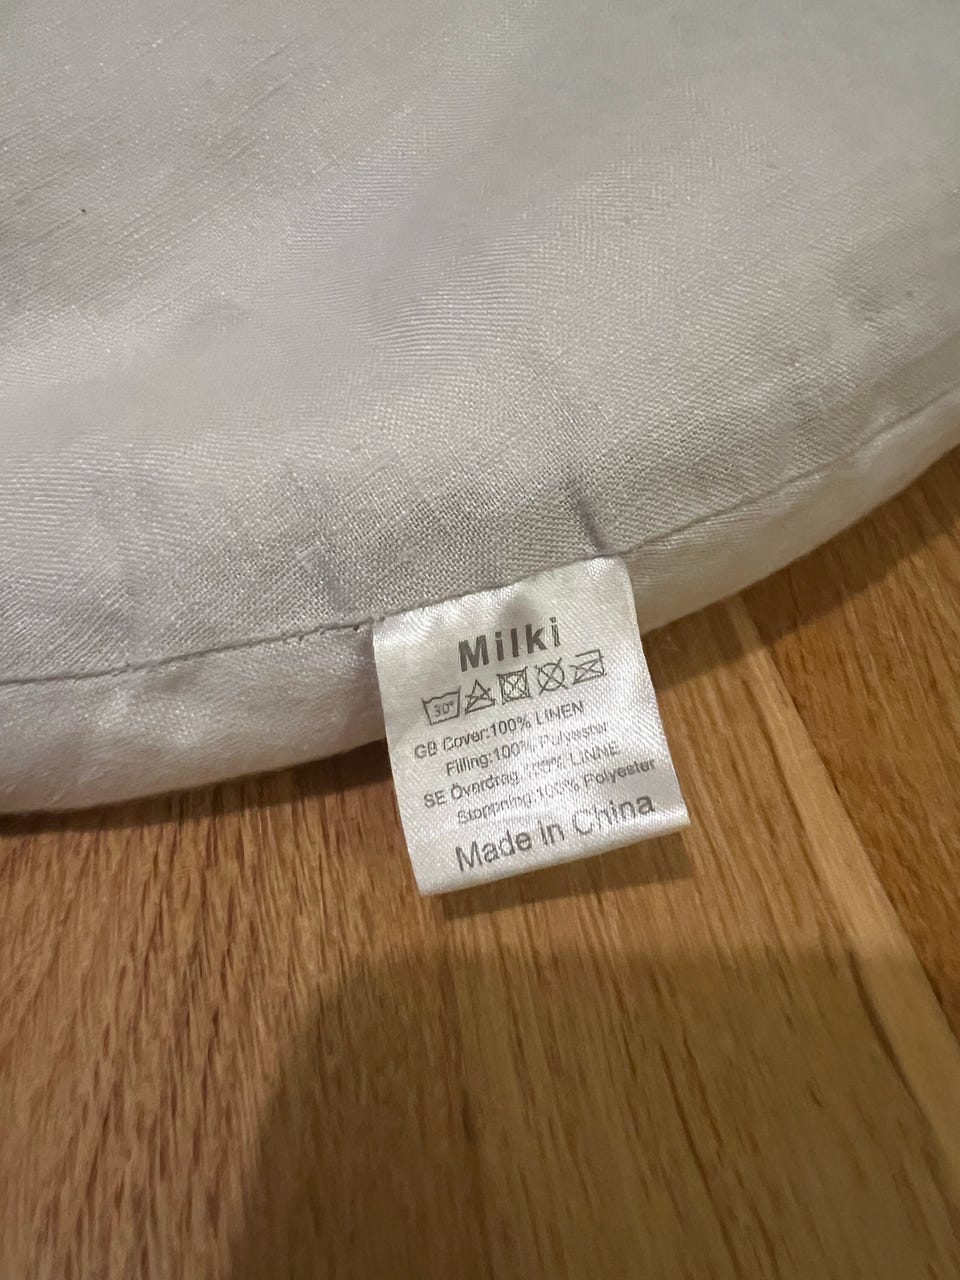 Milki
30°
GB Cover:100% LINEN
Filling:100% Polyester
SE Överdrag:100% LINNE
Stoppning:100% Polyester
Made in China